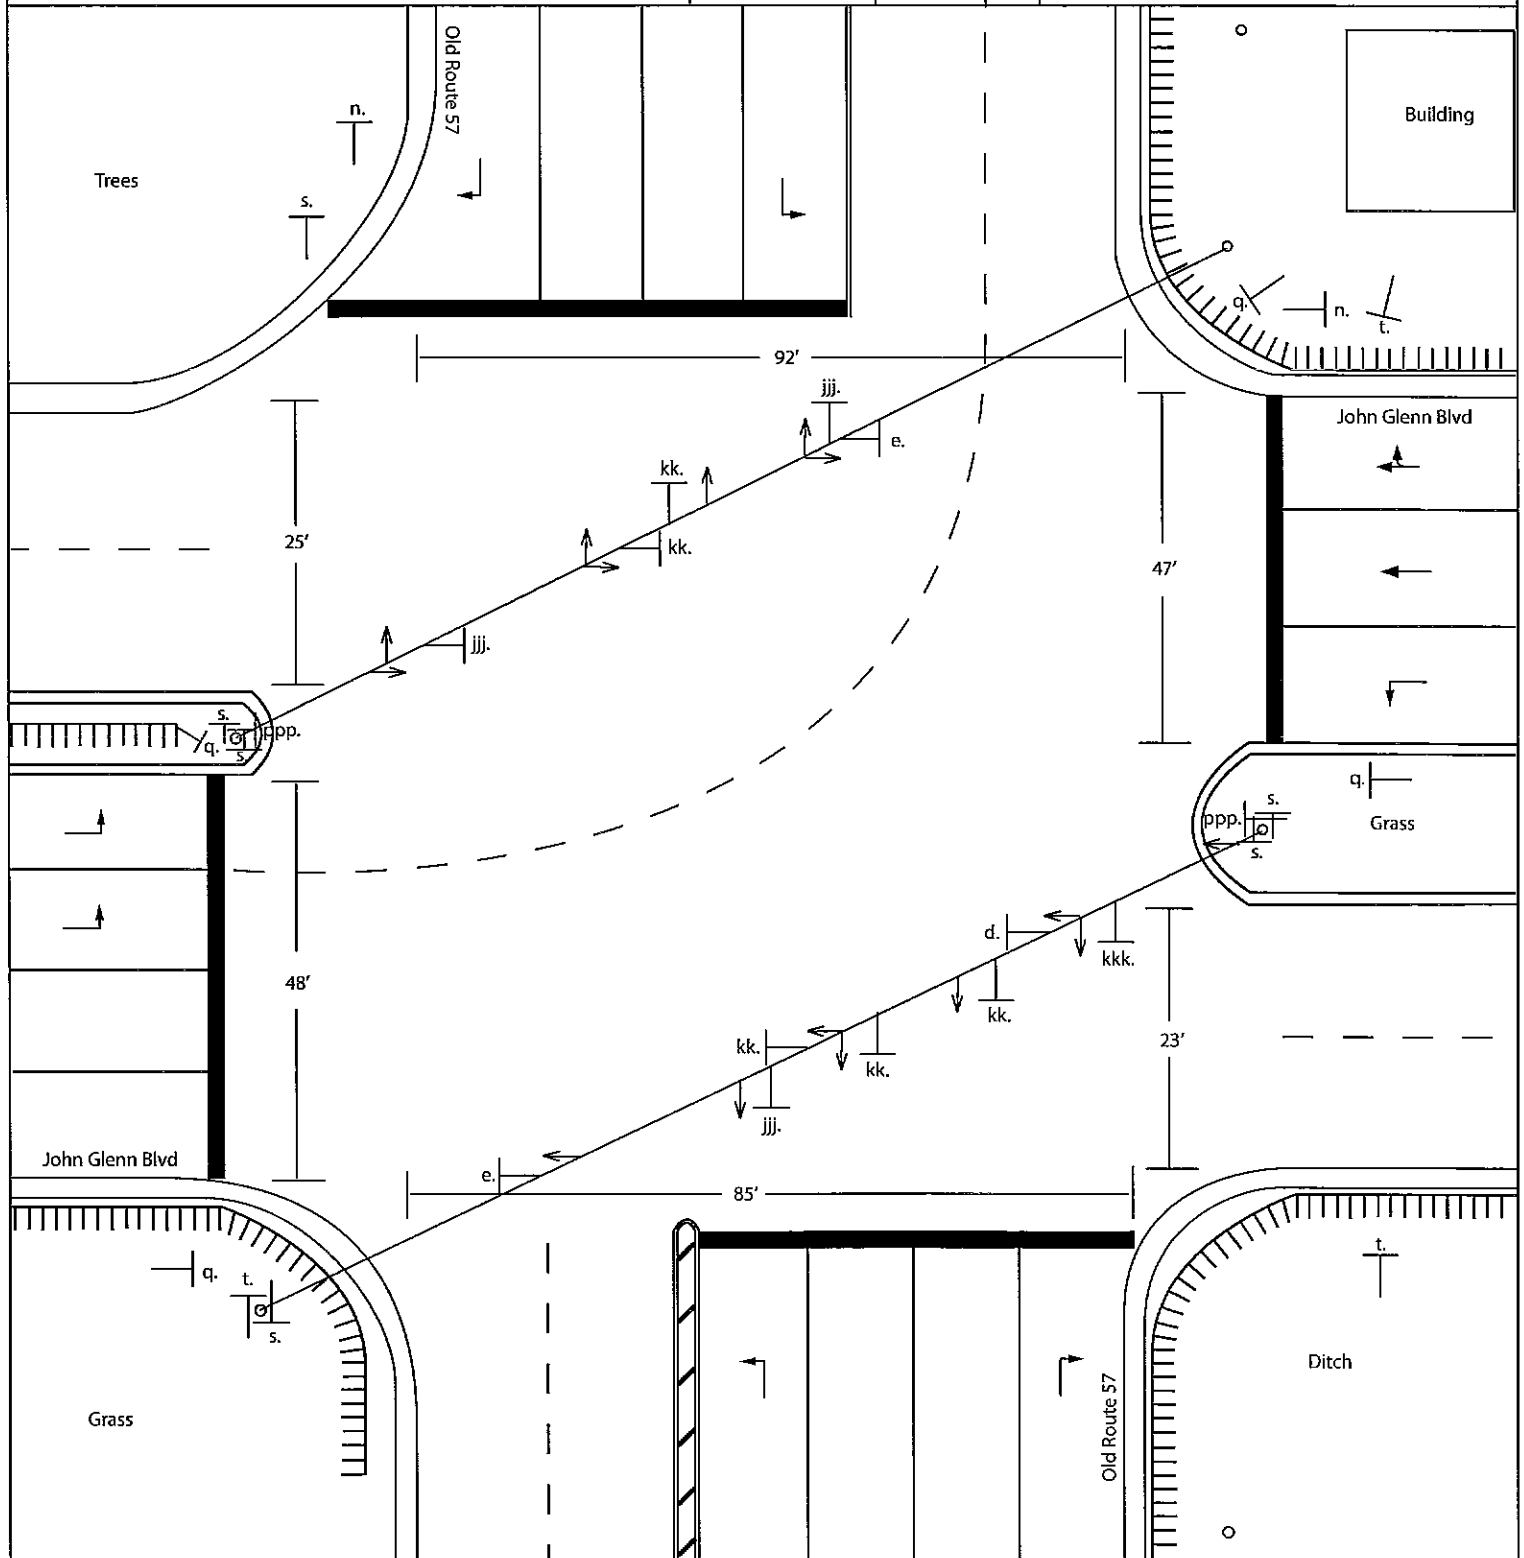 Old Route 57
n.
Building
Trees
s.
q.
n.
t.
92'
jjj.
John Glenn Blvd
e.
kk.
25'
kk.
47'
jjj.
s.
ppp.
q.
s.
q.
s.
ppp.
Grass
s.
d.
kkk.
48'
kk.
23'
kk.
kk.
jjj.
John Glenn Blvd
e.
85'
t.
q.
t.
s.
Ditch
Old Route 57
Grass